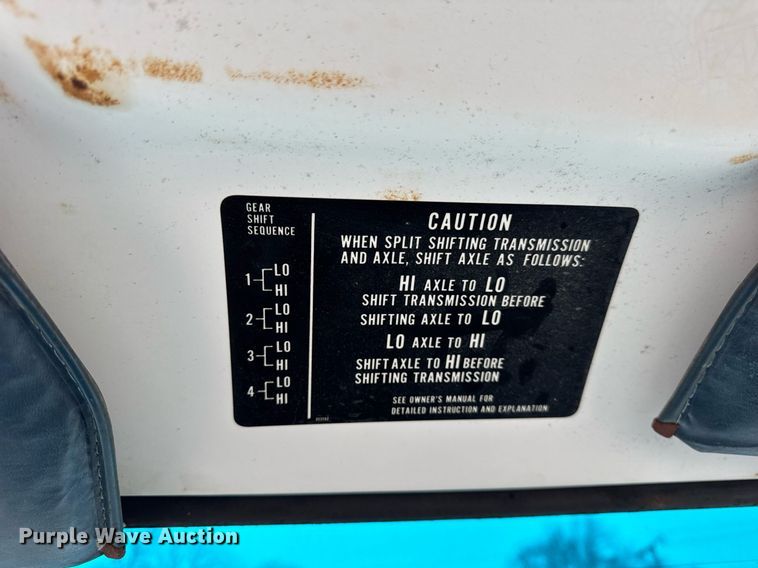 GEAR
SHIFT
SEQUENCE
1 LO
HI
2 LO
HI
3 LO
HI
4 LO
HI
CAUTION
WHEN SPLIT SHIFTING TRANSMISSION
AND AXLE, SHIFT AXLE AS FOLLOWS:
HI AXLE TO LO
SHIFT TRANSMISSION BEFORE
SHIFTING AXLE TO LO
LO AXLE TO HI
SHIFT AXLE TO HI BEFORE
SHIFTING TRANSMISSION
SEE OWNER'S MANUAL FOR
DETAILED INSTRUCTION AND EXPLANATION
Purple Wave Auction